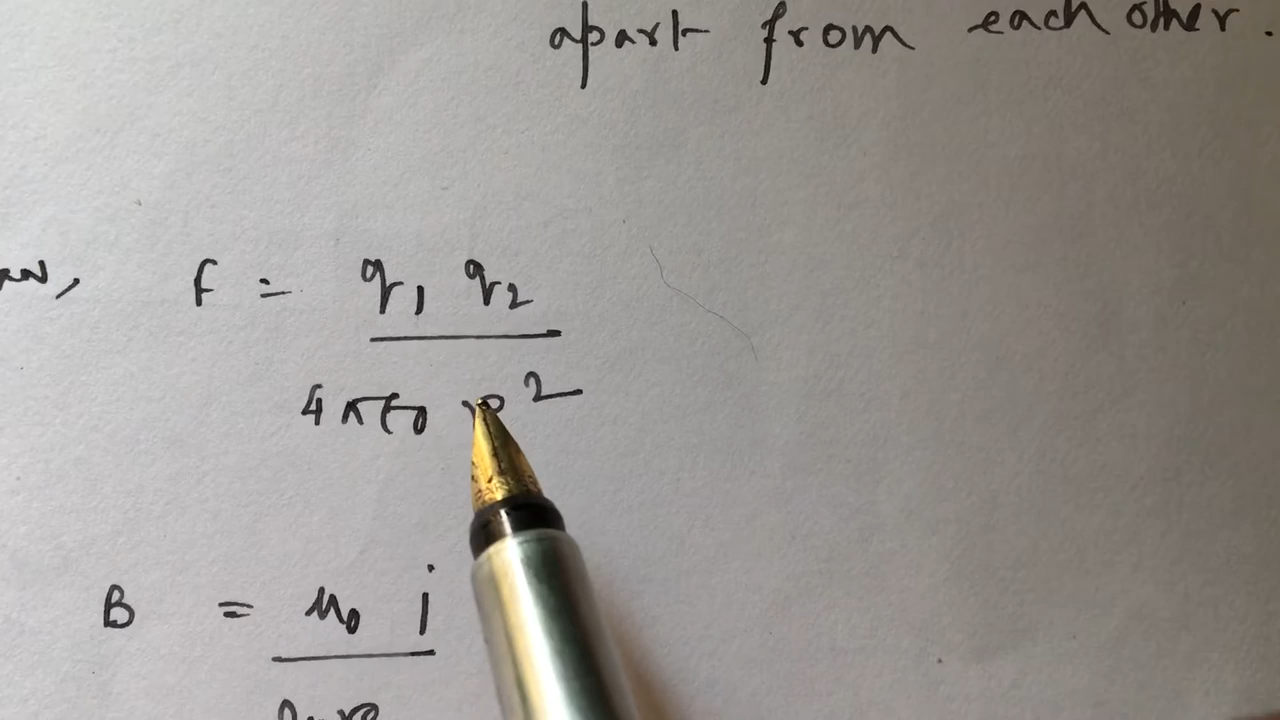 apart from each other.
F = q₁ q₂
4πε₀ r²
B = μ₀ i